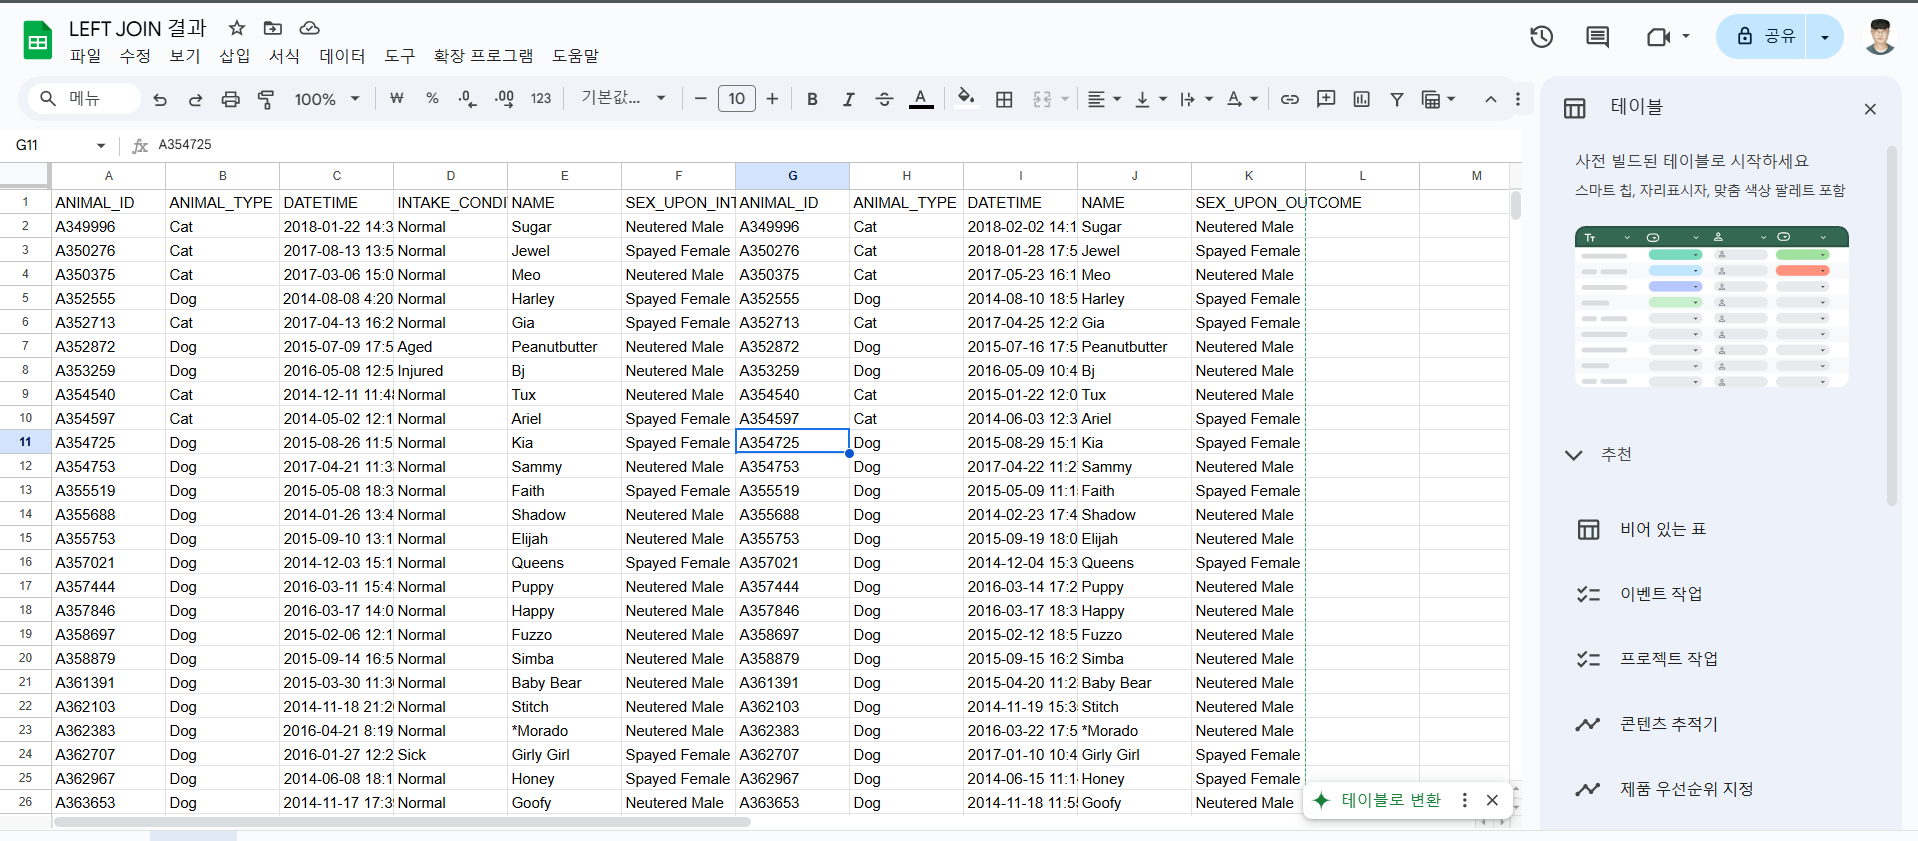 LEFT JOIN 결과
파일 수정 보기 삽입 서식 데이터 도구 확장 프로그램 도움말
공유
메뉴 100% ₩ % .0 .00 123 기본값... 10 B I A
G11 A354725
A B C D E F G H I J K L M
1 ANIMAL_ID ANIMAL_TYPE DATETIME INTAKE_CONDI NAME SEX_UPON_INT ANIMAL_ID ANIMAL_TYPE DATETIME NAME SEX_UPON_OUTCOME
2 A349996 Cat 2018-01-22 14:3 Normal Sugar Neutered Male A349996 Cat 2018-02-02 14:1 Sugar Neutered Male
3 A350276 Cat 2017-08-13 13:5 Normal Jewel Spayed Female A350276 Cat 2018-01-28 17:5 Jewel Spayed Female
4 A350375 Cat 2017-03-06 15:0 Normal Meo Neutered Male A350375 Cat 2017-05-23 16:1 Meo Neutered Male
5 A352555 Dog 2014-08-08 4:20 Normal Harley Spayed Female A352555 Dog 2014-08-10 18:5 Harley Spayed Female
6 A352713 Cat 2017-04-13 16:2 Normal Gia Spayed Female A352713 Cat 2017-04-25 12:2 Gia Spayed Female
7 A352872 Dog 2015-07-09 17:5 Aged Peanutbutter Neutered Male A352872 Dog 2015-07-16 17:5 Peanutbutter Neutered Male
8 A353259 Dog 2016-05-08 12:5 Injured Bj Neutered Male A353259 Dog 2016-05-09 10:4 Bj Neutered Male
9 A354540 Cat 2014-12-11 11:48 Normal Tux Neutered Male A354540 Cat 2015-01-22 12:0 Tux Neutered Male
10 A354597 Cat 2014-05-02 12:1 Normal Ariel Spayed Female A354597 Cat 2014-06-03 12:3 Ariel Spayed Female
11 A354725 Dog 2015-08-26 11:5 Normal Kia Spayed Female A354725 Dog 2015-08-29 15:1 Kia Spayed Female
12 A354753 Dog 2017-04-21 11:3 Normal Sammy Neutered Male A354753 Dog 2017-04-22 11:2 Sammy Neutered Male
13 A355519 Dog 2015-05-08 18:3 Normal Faith Spayed Female A355519 Dog 2015-05-09 11:1 Faith Spayed Female
14 A355688 Dog 2014-01-26 13:4 Normal Shadow Neutered Male A355688 Dog 2014-02-23 17:4 Shadow Neutered Male
15 A355753 Dog 2015-09-10 13:1 Normal Elijah Neutered Male A355753 Dog 2015-09-19 18:0 Elijah Neutered Male
16 A357021 Dog 2014-12-03 15:1 Normal Queens Spayed Female A357021 Dog 2014-12-04 15:3 Queens Spayed Female
17 A357444 Dog 2016-03-11 15:4 Normal Puppy Neutered Male A357444 Dog 2016-03-14 17:2 Puppy Neutered Male
18 A357846 Dog 2016-03-17 14:0 Normal Happy Neutered Male A357846 Dog 2016-03-17 18:3 Happy Neutered Male
19 A358697 Dog 2015-02-06 12:1 Normal Fuzzo Neutered Male A358697 Dog 2015-02-12 18:5 Fuzzo Neutered Male
20 A358879 Dog 2015-09-14 16:5 Normal Simba Neutered Male A358879 Dog 2015-09-15 16:2 Simba Neutered Male
21 A361391 Dog 2015-03-30 11:3 Normal Baby Bear Neutered Male A361391 Dog 2015-04-20 11:2 Baby Bear Neutered Male
22 A362103 Dog 2014-11-18 21:2 Normal Stitch Neutered Male A362103 Dog 2014-11-19 15:3 Stitch Neutered Male
23 A362383 Dog 2016-04-21 8:19 Normal *Morado Neutered Male A362383 Dog 2016-03-22 17:5 *Morado Neutered Male
24 A362707 Dog 2016-01-27 12:2 Sick Girly Girl Spayed Female A362707 Dog 2017-01-10 10:4 Girly Girl Spayed Female
25 A362967 Dog 2014-06-08 18:1 Normal Honey Spayed Female A362967 Dog 2014-06-15 11:1 Honey Spayed Female
26 A363653 Dog 2014-11-17 17:3 Normal Goofy Neutered Male A363653 Dog 2014-11-18 11:5 Goofy Neutered Male
테이블로 변환
테이블
사전 빌드된 테이블로 시작하세요
스마트 칩, 자리표시자, 맞춤 색상 팔레트 포함
추천
비어 있는 표
이벤트 작업
프로젝트 작업
콘텐츠 추적기
제품 우선순위 지정